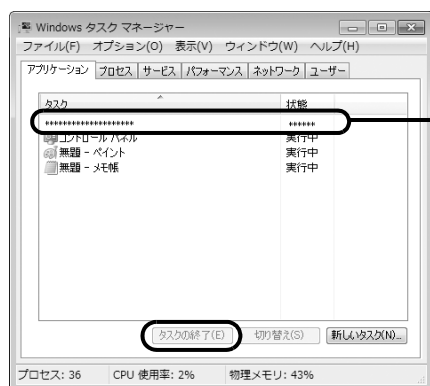 Windows タスク マネージャー
ファイル(F) オプション(O) 表示(V) ウィンドウ(W) ヘルプ(H)
アプリケーション プロセス サービス パフォーマンス ネットワーク ユーザー
タスク 状態
******************** ******
コントロール パネル 実行中
無題 - ペイント 実行中
無題 - メモ帳 実行中
タスクの終了(E) 切り替え(S) 新しいタスク(N)...
プロセス: 36 CPU 使用率: 2% 物理メモリ: 43%